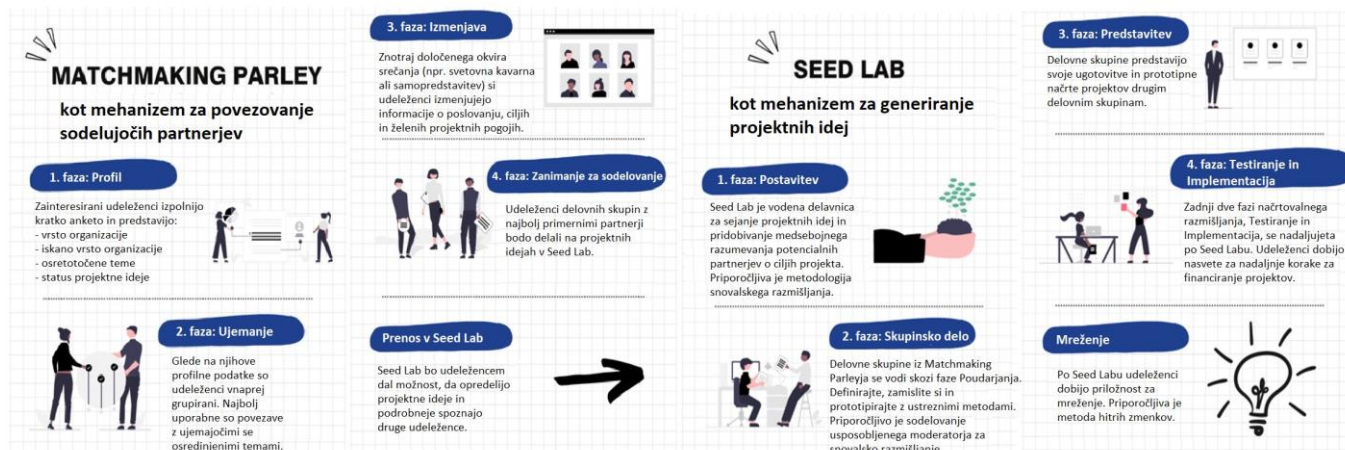 MATCHMAKING PARLEY
kot mehanizem za povezovanje
sodelujočih partnerjev
1. faza: Profil
Zainteresirani udeleženci izpolnijo
kratko anketo in predstavijo:
- vrsto organizacije
- iskano vrsto organizacije
- osretotočene teme
- status projektne ideje
2. faza: Ujemanje
Glede na njihove
profilne podatke so
udeleženci vnaprej
grupirani. Najbolj
uporabne so povezave
z ujemajočimi se
osredinjenimi temami.
3. faza: Izmenjava
Znotraj določenega okvira
srečanja (npr. svetovna kavarna
ali samopredstavitev) si
udeleženci izmenjujejo
informacije o poslovanju, ciljih
in želenih projektnih pogojih.
4. faza: Zanimanje za sodelovanje
Udeleženci delovnih skupin z
najbolj primernimi partnerji
bodo delali na projektnih
idejah v Seed Lab.
Prenos v Seed Lab
Seed Lab bo udeležencem
dal možnost, da opredelijo
projektne ideje in
podrobneje spoznajo
druge udeležence.
SEED LAB
kot mehanizem za generiranje
projektnih idej
1. faza: Postavitev
Seed Lab je vodena delavnica
za sejanje projektnih idej in
pridobivanje medsebojnega
razumevanja potencialnih
partnerjev o ciljih projekta.
Priporočljiva je metodologija
snovalskega razmišljanja.
2. faza: Skupinsko delo
Delovne skupine iz Matchmaking
Parleyja se vodi skozi faze Poudarjanja.
Definirajte, zamislite si in
prototipirajte z ustreznimi metodami.
Priporočljivo je sodelovanje
usposobljenega moderatorja za
snovalsko razmišljanje.
3. faza: Predstavitev
Delovne skupine predstavijo
svoje ugotovitve in prototipne
načrte projektov drugim
delovnim skupinam.
4. faza: Testiranje in
Implementacija
Zadnji dve fazi načrtovalnega
razmišljanja, Testiranje in
Implementacija, se nadaljujeta
po Seed Labu. Udeleženci dobijo
nasvete za nadaljnje korake za
financiranje projektov.
Mreženje
Po Seed Labu udeleženci
dobijo priložnost za
mreženje. Priporočljiva je
metoda hitrih zmenkov.